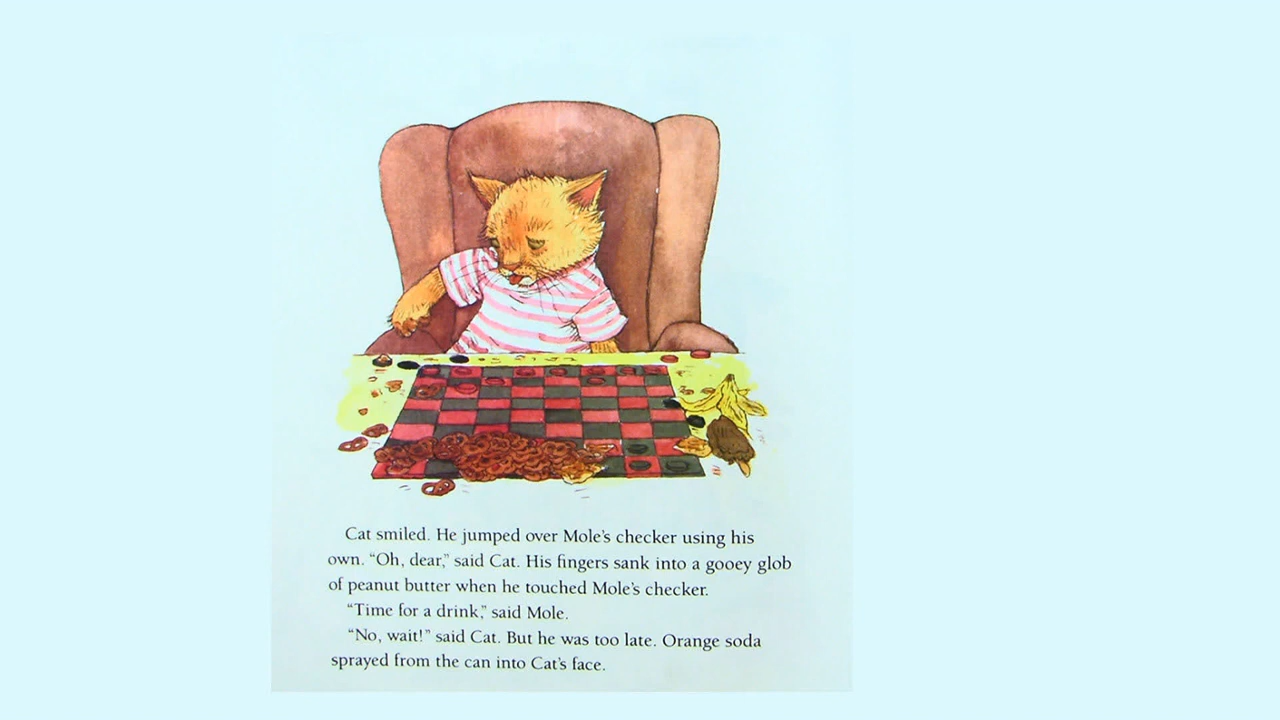 Cat smiled. He jumped over Mole's checker using his
own. “Oh, dear,” said Cat. His fingers sank into a gooey glob
of peanut butter when he touched Mole's checker.
“Time for a drink,” said Mole.
“No, wait!” said Cat. But he was too late. Orange soda
sprayed from the can into Cat's face.